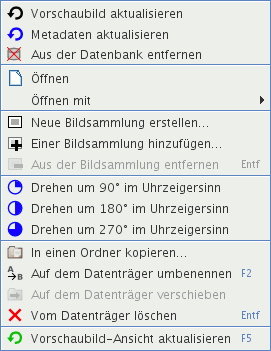 Vorschaubild aktualisieren
Metadaten aktualisieren
Aus der Datenbank entfernen
Öffnen
Öffnen mit
Neue Bildsammlung erstellen...
Einer Bildsammlung hinzufügen...
Aus der Bildsammlung entfernen Entf
Drehen um 90° im Uhrzeigersinn
Drehen um 180° im Uhrzeigersinn
Drehen um 270° im Uhrzeigersinn
In einen Ordner kopieren...
A B Auf dem Datenträger umbenennen F2
Auf dem Datenträger verschieben
Vom Datenträger löschen Entf
Vorschaubild-Ansicht aktualisieren F5